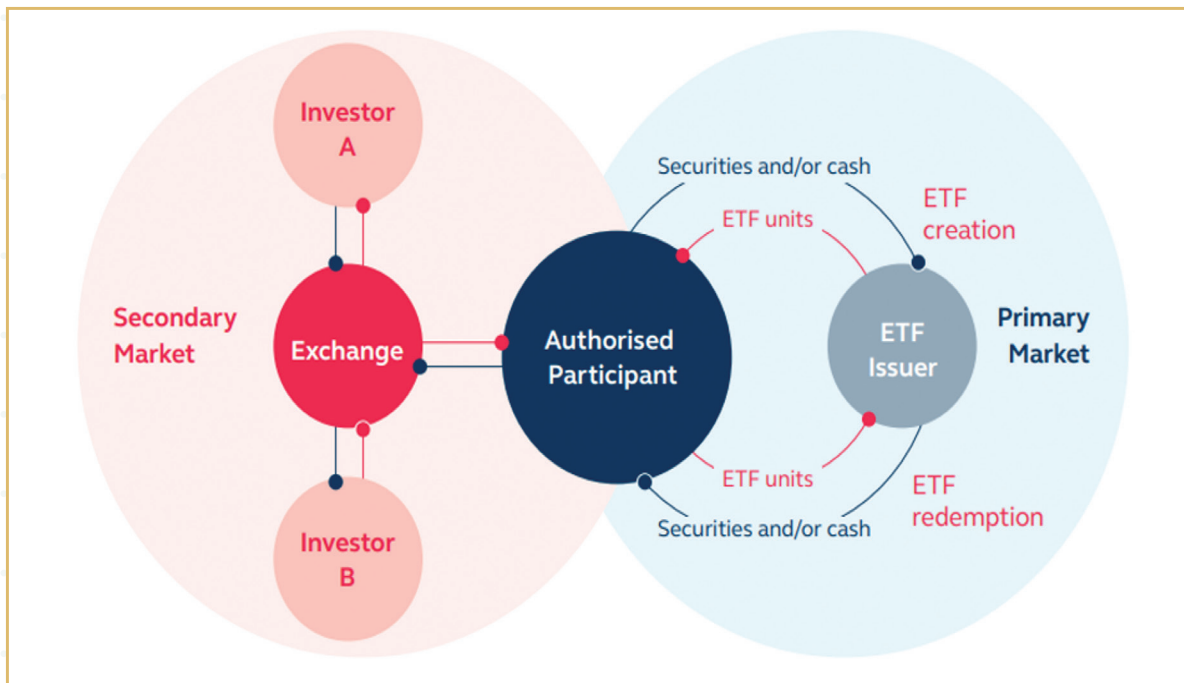 Investor
A
Securities and/or cash
ETF
creation
ETF units
Secondary
Market
Exchange
Authorised
Participant
ETF
Issuer
Primary
Market
ETF units
ETF
redemption
Securities and/or cash
Investor
B